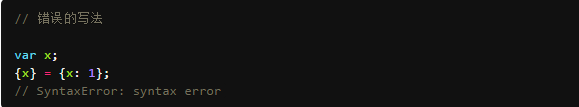 // 错误的写法
var x;
{x} = {x: 1};
// SyntaxError: syntax error